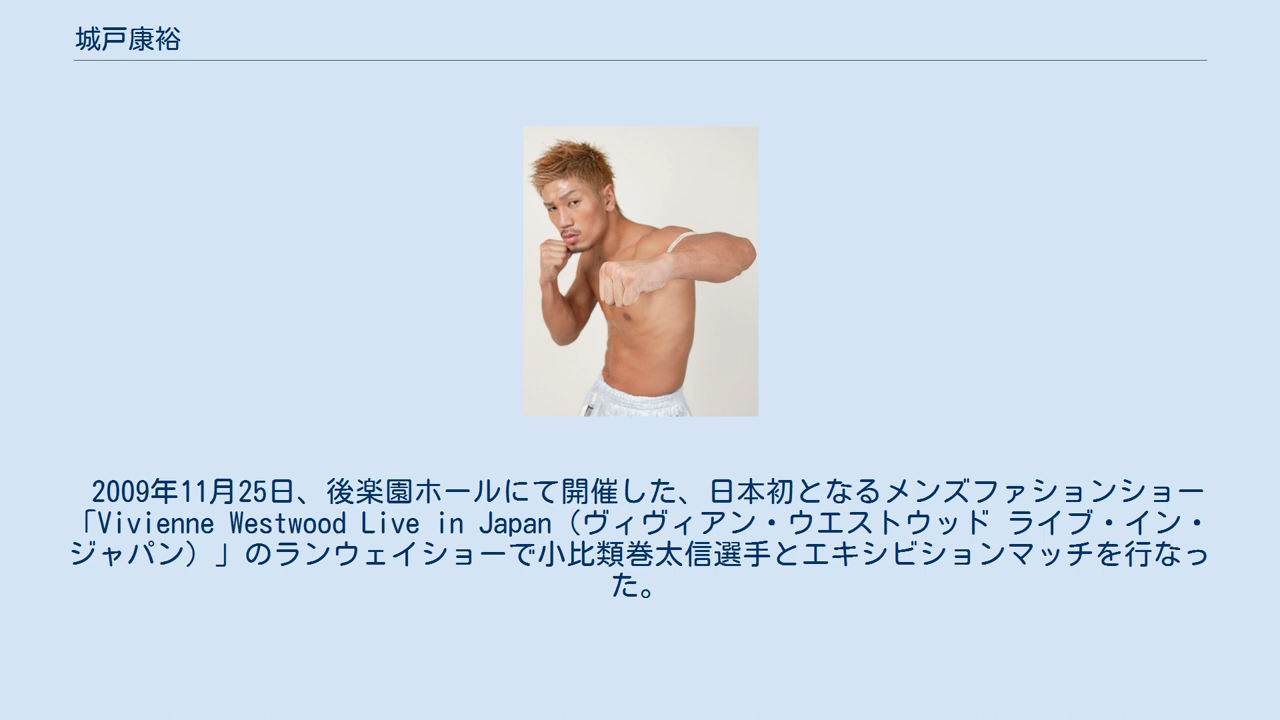 城戸康裕
2009年11月25日、後楽園ホールにて開催した、日本初となるメンズファションショー
「Vivienne Westwood Live in Japan（ヴィヴィアン・ウエストウッド ライブ・イン・
ジャパン）」のランウェイショーで小比類巻太信選手とエキシビションマッチを行なっ
た。